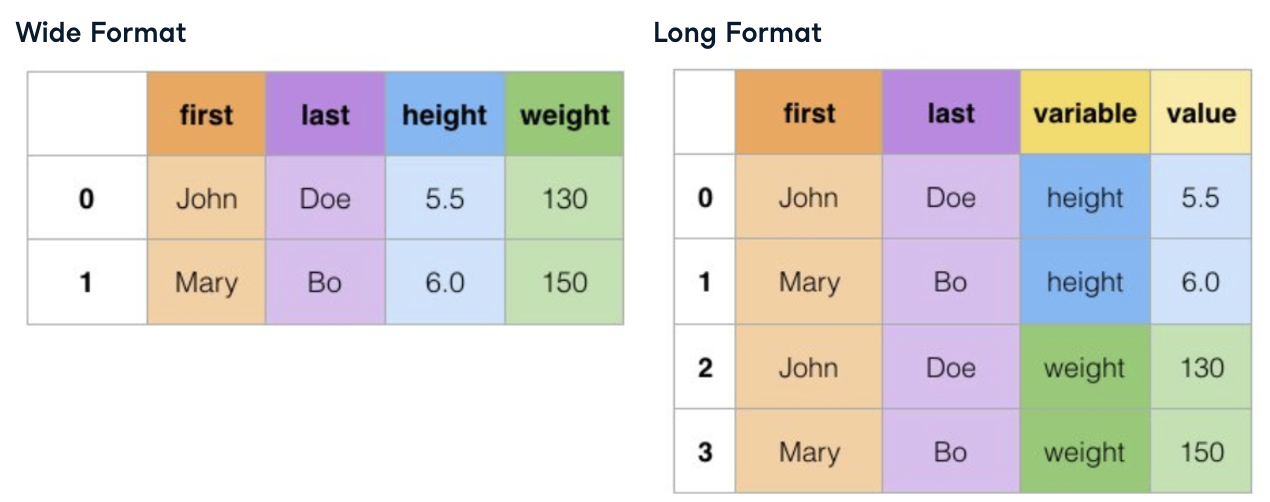 Wide Format
first last height weight
0 John Doe 5.5 130
1 Mary Bo 6.0 150
Long Format
first last variable value
0 John Doe height 5.5
1 Mary Bo height 6.0
2 John Doe weight 130
3 Mary Bo weight 150